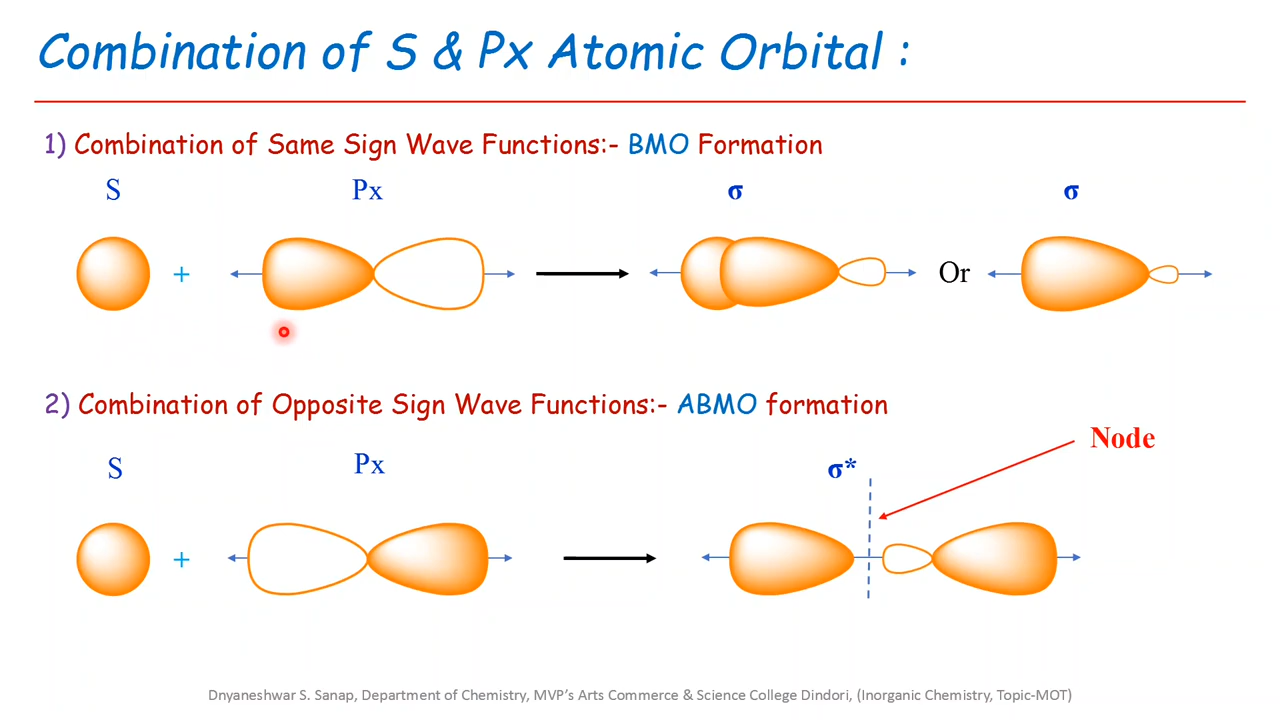 Combination of S & Px Atomic Orbital :
1) Combination of Same Sign Wave Functions:- BMO Formation
S Px σ σ
+ Or
2) Combination of Opposite Sign Wave Functions:- ABMO formation
Node
S Px σ*
+
Dnyaneshwar S. Sanap, Department of Chemistry, MVP's Arts Commerce & Science College Dindori, (Inorganic Chemistry, Topic-MOT)